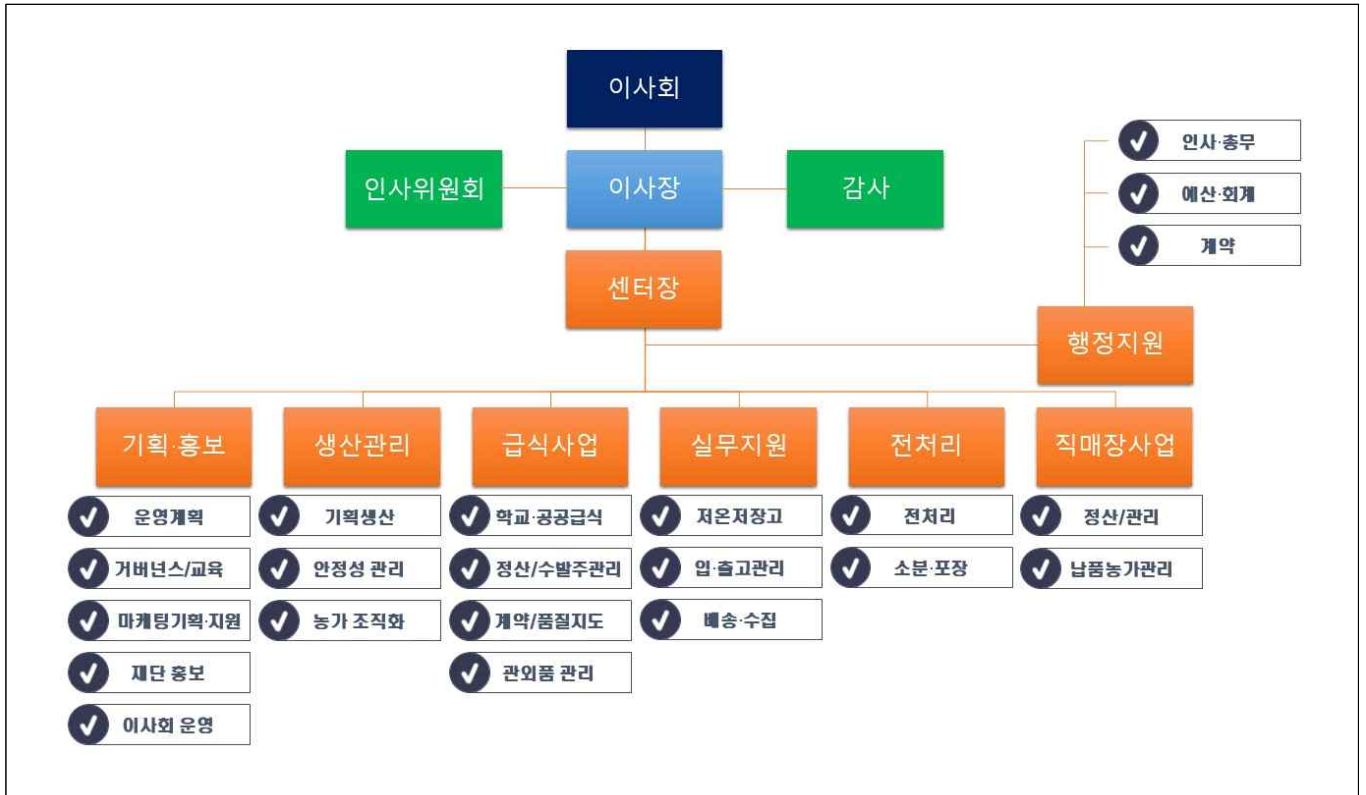 이사회
인사위원회
이사장
감사
센터장
인사·총무
예산·회계
계약
행정지원
기획·홍보
운영계획
거버넌스/교육
마케팅기획·지원
재단 홍보
이사회 운영
생산관리
기획생산
안정성 관리
농가 조직화
급식사업
학교·공공급식
정산/수발주관리
계약/품질지도
관외품 관리
실무지원
저온저장고
입·출고관리
배송·수집
전처리
전처리
소분·포장
직매장사업
정산/관리
납품농가관리